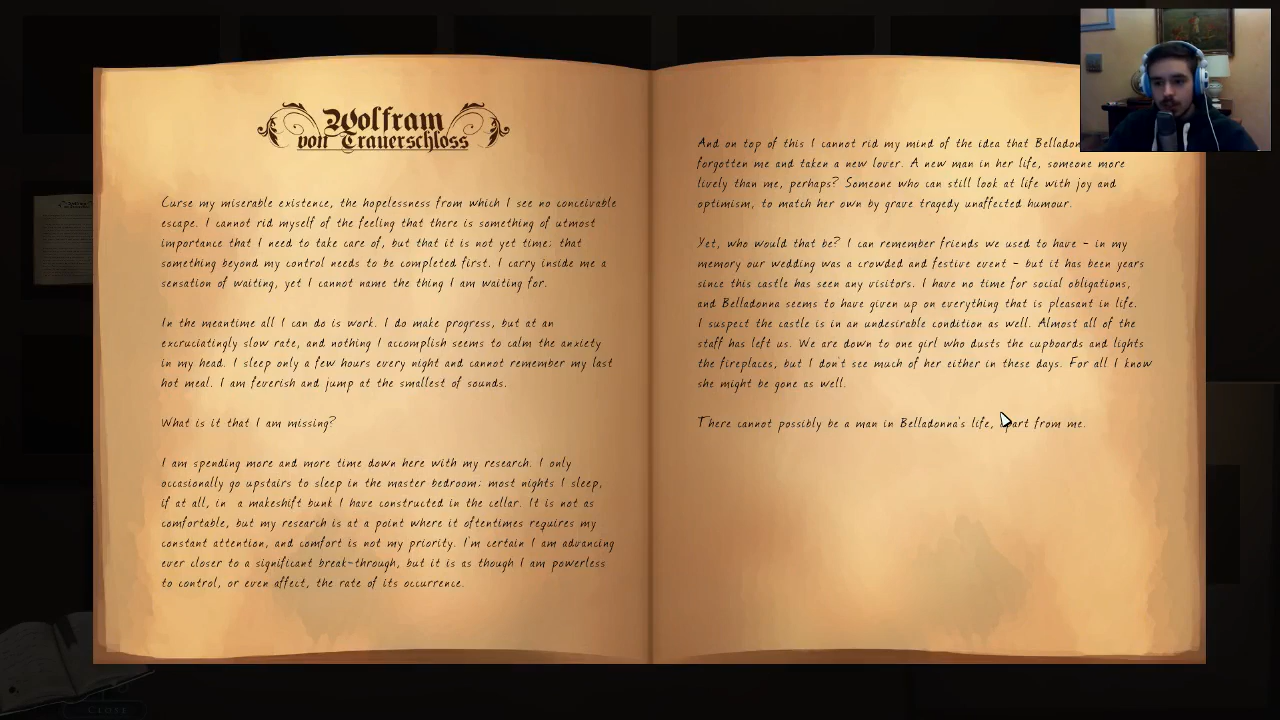 Wolfram
von Trauerschloss
Curse my miserable existence, the hopelessness from which I see no conceivable
escape. I cannot rid myself of the feeling that there is something of utmost
importance that I need to take care of, but that it is not yet time; that
something beyond my control needs to be completed first. I carry inside me a
sensation of waiting, yet I cannot name the thing I am waiting for.
In the meantime all I can do is work. I do make progress, but at an
excruciatingly slow rate, and nothing I accomplish seems to calm the anxiety
in my head. I sleep only a few hours every night and cannot remember my last
hot meal. I am feverish and jump at the smallest of sounds.
What is it that I am missing?
I am spending more and more time down here with my research. I only
occasionally go upstairs to sleep in the master bedroom; most nights I sleep,
if at all, in a makeshift bunk I have constructed in the cellar. It is not as
comfortable, but my research is at a point where it oftentimes requires my
constant attention, and comfort is not my priority. I'm certain I am advancing
ever closer to a significant break-through, but it is as though I am powerless
to control, or even affect, the rate of its occurrence.
And on top of this I cannot rid my mind of the idea that
forgotten me and taken a new lover. A new man in her life, someone more
lively than me, perhaps? Someone who can still look at life with joy and
optimism, to match her own by grave tragedy unaffected humour.
Yet, who would that be? I can remember friends we used to have - in my
memory our wedding was a crowded and festive event - but it has been years
since this castle has seen any visitors. I have no time for social obligations,
and Belladonna seems to have given up on everything that is pleasant in life.
I suspect the castle is in an undesirable condition as well. Almost all of the
staff has left us. We are down to one girl who dusts the cupboards and lights
the fireplaces, but I don't see much of her either in these days. For all I know
she might be gone as well.
There cannot possibly be a man in Belladonna's life, apart from me.
CLOSE